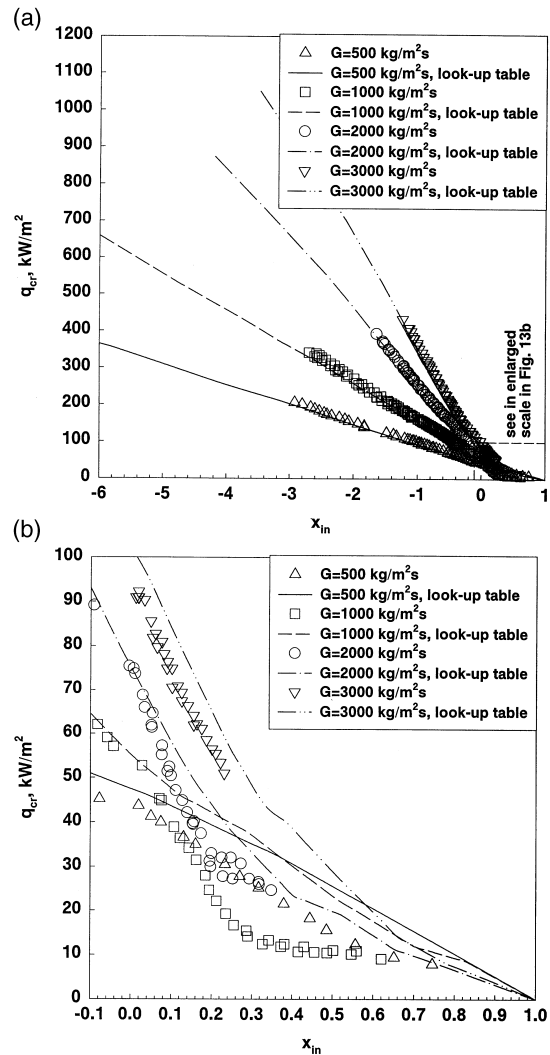 (a)
1200
1100
1000
900
800
700
600
500
400
300
200
100
0
q_cr, kW/m²
-6
-5
-4
-3
-2
-1
0
1
x_in
G=500 kg/m²s
G=500 kg/m²s, look-up table
G=1000 kg/m²s
G=1000 kg/m²s, look-up table
G=2000 kg/m²s
G=2000 kg/m²s, look-up table
G=3000 kg/m²s
G=3000 kg/m²s, look-up table
see in enlarged
scale in Fig. 13b
(b)
100
90
80
70
60
50
40
30
20
10
0
q_cr, kW/m²
-0.1
0.0
0.1
0.2
0.3
0.4
0.5
0.6
0.7
0.8
0.9
1.0
x_in
G=500 kg/m²s
G=500 kg/m²s, look-up table
G=1000 kg/m²s
G=1000 kg/m²s, look-up table
G=2000 kg/m²s
G=2000 kg/m²s, look-up table
G=3000 kg/m²s
G=3000 kg/m²s, look-up table